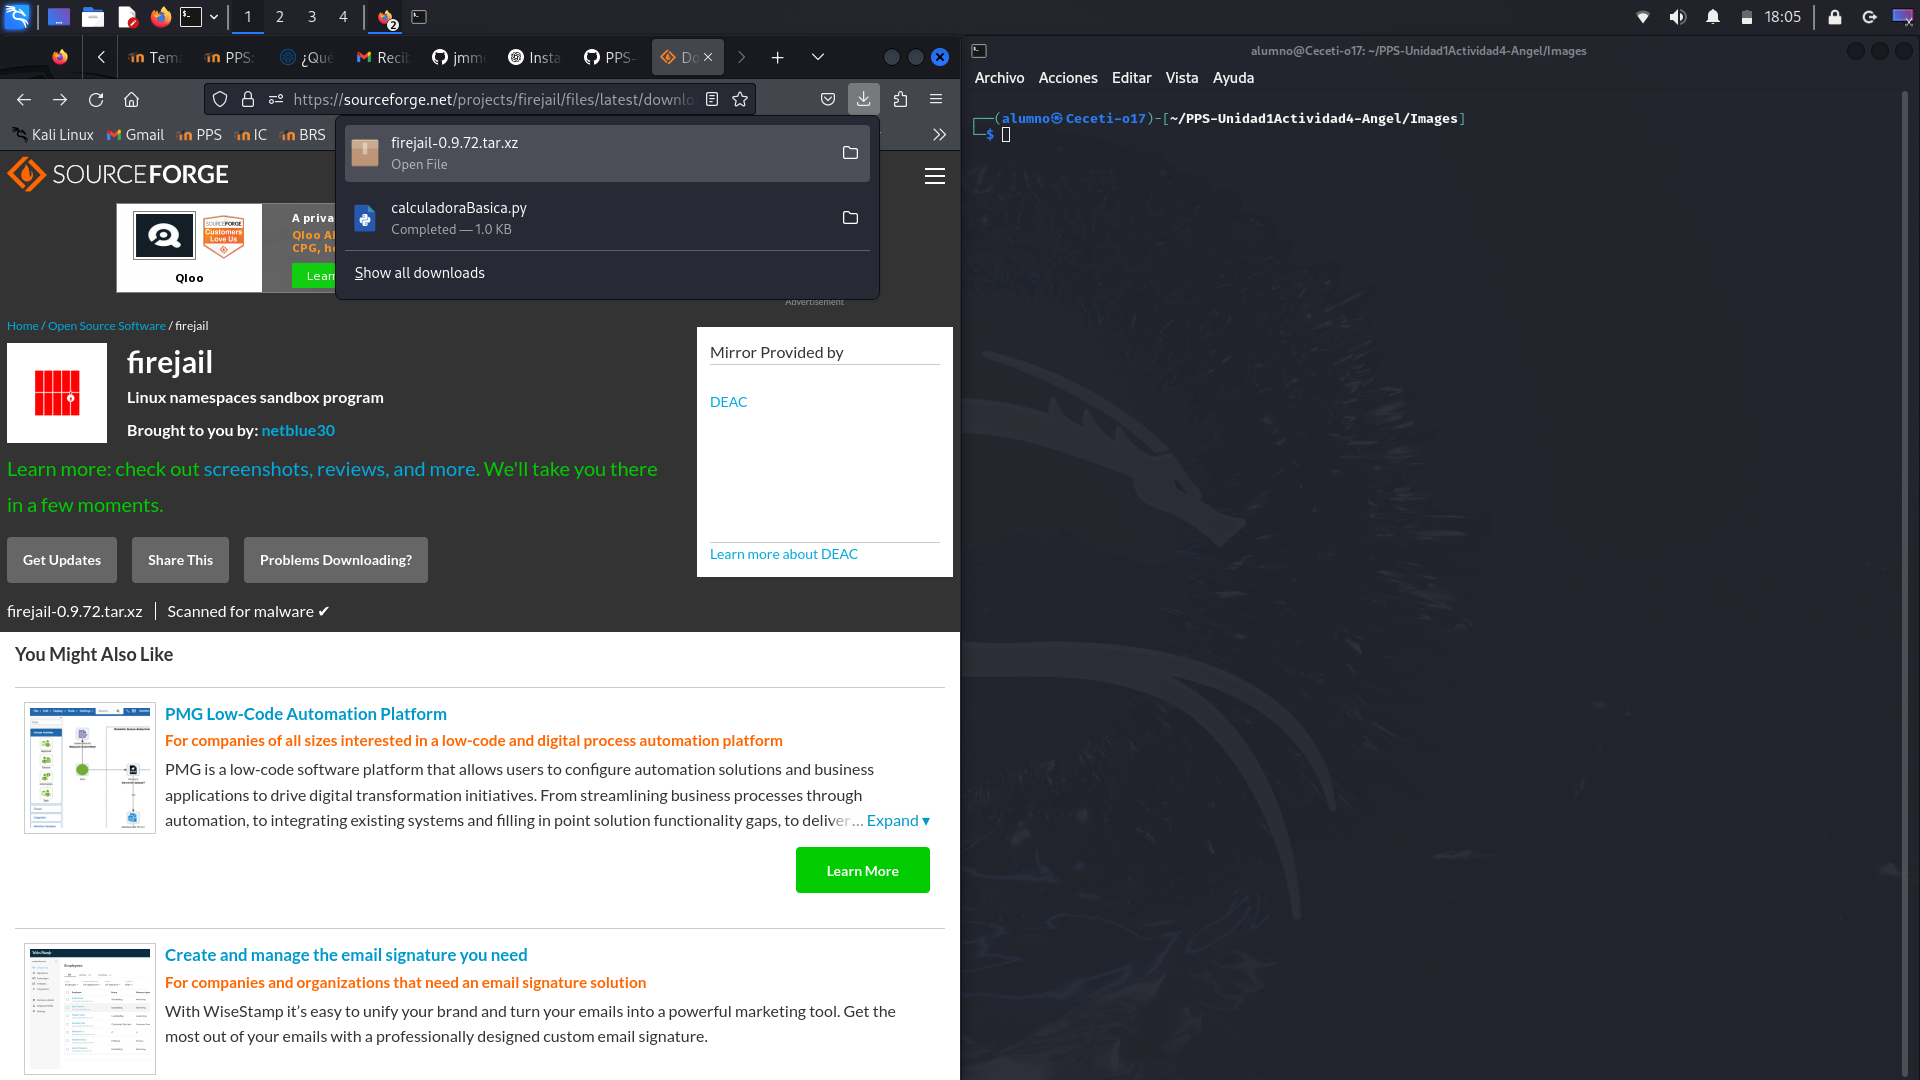 1
2
3
4
2
18:05
Tema
PPS:
¿Qué
Recib
jmm
Insta
PPS-
Do
https://sourceforge.net/projects/firejail/files/latest/downlo
Kali Linux
Gmail
PPS
IC
BRS
firejail-0.9.72.tar.xz
Open File
calculadoraBasica.py
Completed — 1.0 KB
Show all downloads
SOURCEFORGE
SOURCEFORGE
Customers
Love Us
Qloo
A priva
Qloo AI
CPG, ho
Learn
Advertisement
Home / Open Source Software / firejail
firejail
Linux namespaces sandbox program
Brought to you by: netblue30
Learn more: check out screenshots, reviews, and more. We'll take you there
in a few moments.
Get Updates
Share This
Problems Downloading?
Mirror Provided by
DEAC
Learn more about DEAC
firejail-0.9.72.tar.xz
Scanned for malware ✔
You Might Also Like
PMG Low-Code Automation Platform
For companies of all sizes interested in a low-code and digital process automation platform
PMG is a low-code software platform that allows users to configure automation solutions and business
applications to drive digital transformation initiatives. From streamlining business processes through
automation, to integrating existing systems and filling in point solution functionality gaps, to deliver... Expand ▾
Learn More
Create and manage the email signature you need
For companies and organizations that need an email signature solution
With WiseStamp it’s easy to unify your brand and turn your emails into a powerful marketing tool. Get the
most out of your emails with a professionally designed custom email signature.
alumno@Ceceti-o17: ~/PPS-Unidad1Actividad4-Angel/Images
Archivo
Acciones
Editar
Vista
Ayuda
┌──(alumno㉿Ceceti-o17)-[~/PPS-Unidad1Actividad4-Angel/Images]
└─$